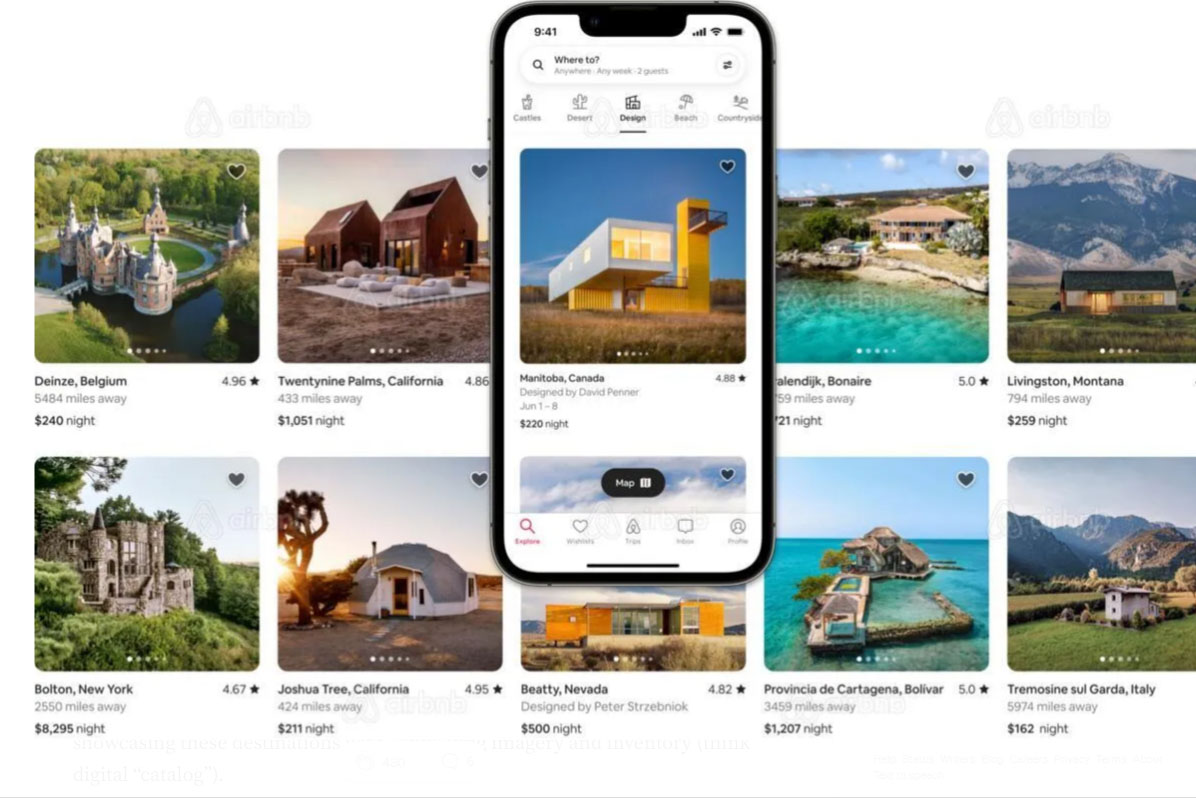 9:41
Where to?
Anywhere · Any week · 2 guests
Castles
Desert
Design
Beach
Countryside
airbnb
airbnb
airbnb
Deinze, Belgium 4.96 ★
5484 miles away
$240 night
Twentynine Palms, California 4.86
433 miles away
$1,051 night
Manitoba, Canada 4.88 ★
Designed by David Penner
Jun 1 – 8
$220 night
ralendijk, Bonaire 5.0 ★
59 miles away
21 night
Livingston, Montana
794 miles away
$259 night
Map
Explore
Wishlists
Trips
Inbox
Profile
Bolton, New York 4.67 ★
2550 miles away
$8,295 night
Joshua Tree, California 4.95 ★
424 miles away
$211 night
Beatty, Nevada 4.82 ★
Designed by Peter Strzebniok
$500 night
Provincia de Cartagena, Bolívar 5.0 ★
3459 miles away
$1,207 night
Tremosine sul Garda, Italy
5974 miles away
$162 night
airbnb
airbnb
showcasing these destinations imagery and inventory (think
digital “catalog”).